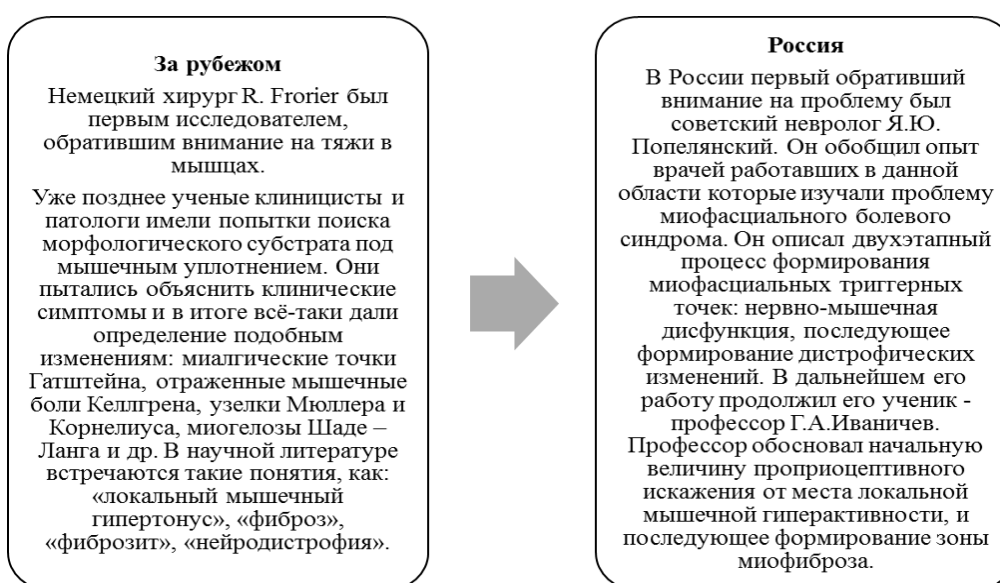 За рубежом
Немецкий хирург R. Frorier был
первым исследователем,
обратившим внимание на тяжи в
мышцах.
Уже позднее ученые клиницисты и
патологи имели попытки поиска
морфологического субстрата под
мышечным уплотнением. Они
пытались объяснить клинические
симптомы и в итоге всё-таки дали
определение подобным
изменениям: миалгические точки
Гатштейна, отраженные мышечные
боли Келлгрена, узелки Мюллера и
Корнелиуса, миогелозы Шаде –
Ланга и др. В научной литературе
встречаются такие понятия, как:
«локальный мышечный
гипертонус», «фиброз»,
«фиброзит», «нейродистрофия».
Россия
В России первый обративший
внимание на проблему был
советский невролог Я.Ю.
Попелянский. Он обобщил опыт
врачей работавших в данной
области которые изучали проблему
миофасциального болевого
синдрома. Он описал двухэтапный
процесс формирования
миофасциальных триггерных
точек: нервно-мышечная
дисфункция, последующее
формирование дистрофических
изменений. В дальнейшем его
работу продолжил его ученик -
профессор Г.А.Иваничев.
Профессор обосновал начальную
величину проприоцептивного
искажения от места локальной
мышечной гиперактивности, и
последующее формирование зоны
миофиброза.